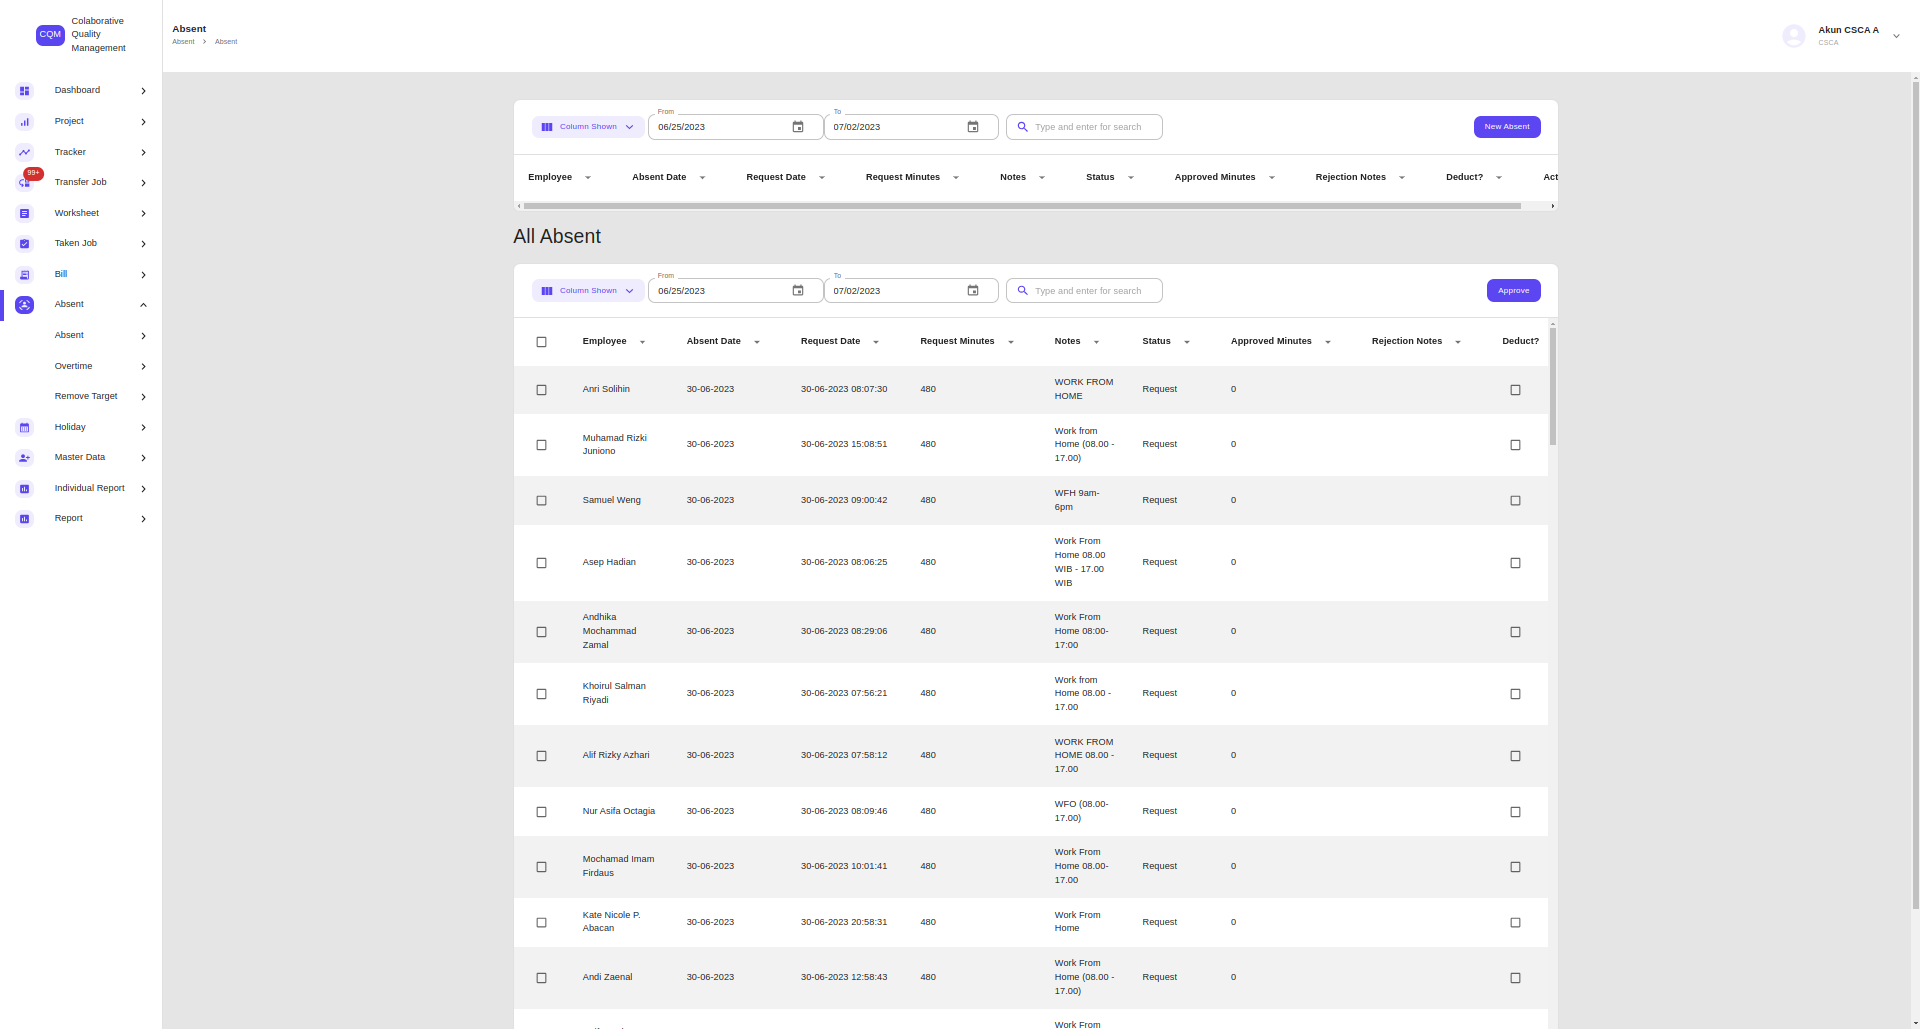 CQM
Colaborative
Quality
Management
Absent
Absent > Absent
Akun CSCA A
CSCA
Dashboard
Project
Tracker
99+
Transfer Job
Worksheet
Taken Job
Bill
Absent
Absent
Overtime
Remove Target
Holiday
Master Data
Individual Report
Report
Column Shown
From
06/25/2023
To
07/02/2023
Type and enter for search
New Absent
Employee Absent Date Request Date Request Minutes Notes Status Approved Minutes Rejection Notes Deduct? Act
All Absent
Column Shown
From
06/25/2023
To
07/02/2023
Type and enter for search
Approve
Employee Absent Date Request Date Request Minutes Notes Status Approved Minutes Rejection Notes Deduct?
Anri Solihin 30-06-2023 30-06-2023 08:07:30 480
WORK FROM
HOME
Request 0
Muhamad Rizki
Juniono
30-06-2023 30-06-2023 15:08:51 480
Work from
Home (08.00 -
17.00)
Request 0
Samuel Weng 30-06-2023 30-06-2023 09:00:42 480
WFH 9am-
6pm
Request 0
Asep Hadian 30-06-2023 30-06-2023 08:06:25 480
Work From
Home 08.00
WIB - 17.00
WIB
Request 0
Andhika
Mochammad
Zamal
30-06-2023 30-06-2023 08:29:06 480
Work From
Home 08:00-
17:00
Request 0
Khoirul Salman
Riyadi
30-06-2023 30-06-2023 07:56:21 480
Work from
Home 08.00 -
17.00
Request 0
Alif Rizky Azhari 30-06-2023 30-06-2023 07:58:12 480
WORK FROM
HOME 08.00 -
17.00
Request 0
Nur Asifa Octagia 30-06-2023 30-06-2023 08:09:46 480
WFO (08.00-
17.00)
Request 0
Mochamad Imam
Firdaus
30-06-2023 30-06-2023 10:01:41 480
Work From
Home 08.00-
17.00
Request 0
Kate Nicole P.
Abacan
30-06-2023 30-06-2023 20:58:31 480
Work From
Home
Request 0
Andi Zaenal 30-06-2023 30-06-2023 12:58:43 480
Work From
Home (08.00 -
17.00)
Request 0
Work From